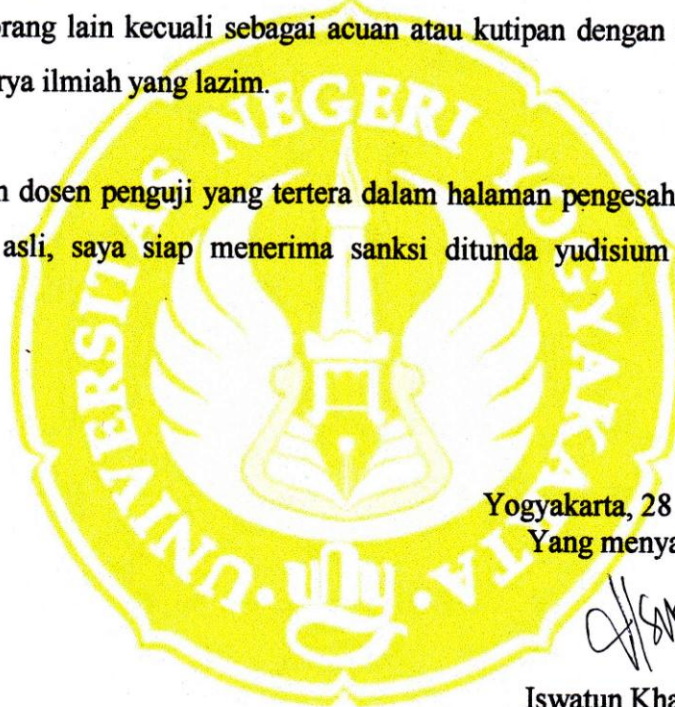 orang lain kecuali sebagai acuan atau kutipan dengan
rya ilmiah yang lazim.
n dosen penguji yang tertera dalam halaman pengesah
asli, saya siap menerima sanksi ditunda yudisium
UNIVERSITAS NEGERI YOGYAKARTA
Yogyakarta, 28
Yang menya
Iswatun Kha